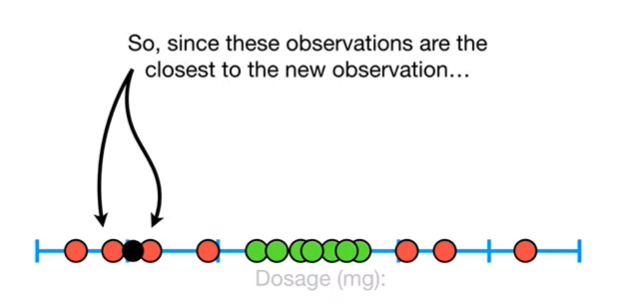 So, since these observations are the
closest to the new observation…
Dosage (mg):